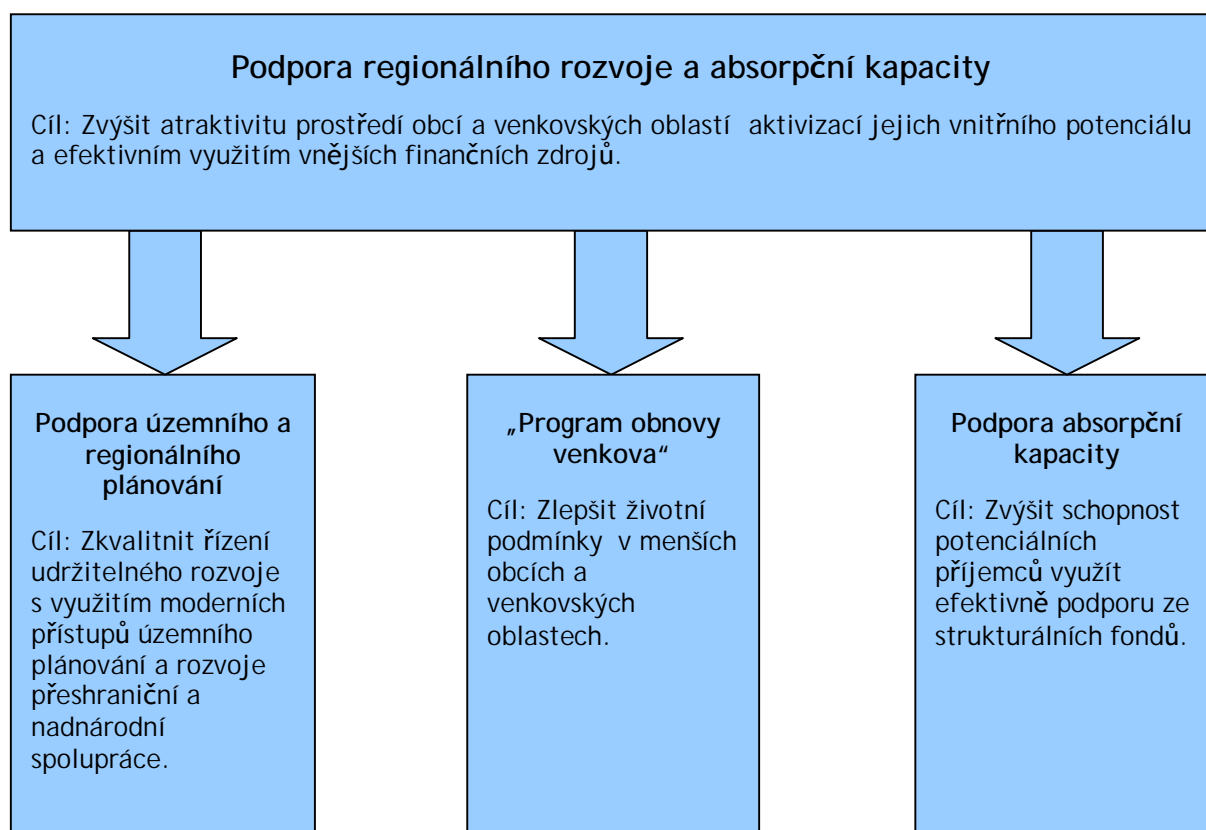 Podpora regionálního rozvoje a absorpční kapacity
Cíl: Zvýšit atraktivitu prostředí obcí a venkovských oblastí aktivizací jejich vnitřního potenciálu
a efektivním využitím vnějších finančních zdrojů.
Podpora územního a
regionálního
plánování
Cíl: Zkvalitnit řízení
udržitelného rozvoje
s využitím moderních
přístupů územního
plánování a rozvoje
přeshraniční a
nadnárodní
spolupráce.
„Program obnovy
venkova“
Cíl: Zlepšit životní
podmínky v menších
obcích a
venkovských
oblastech.
Podpora absorpční
kapacity
Cíl: Zvýšit schopnost
potenciálních
příjemců využít
efektivně podporu ze
strukturálních fondů.